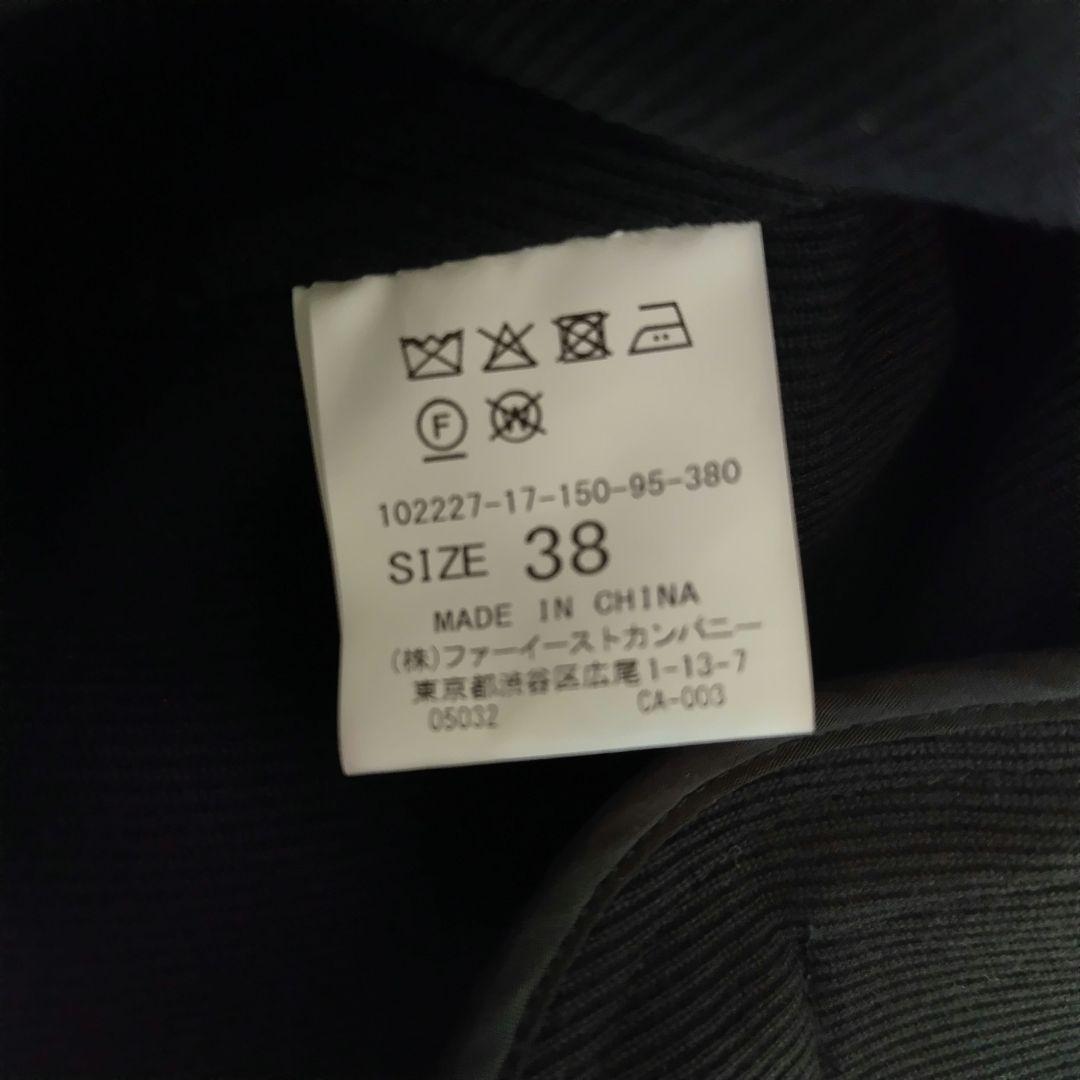 F W
102227-17-150-95-380
SIZE 38
MADE IN CHINA
(株)ファーイーストカンパニー
東京都渋谷区広尾1-13-7
05032 CA-003